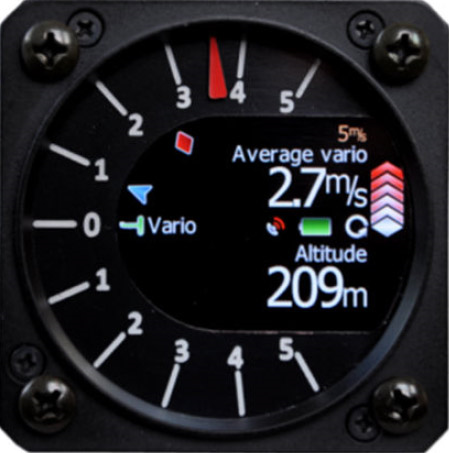 3
4
5
2
1
0
1
2
3
4
5
5m/s
Average vario
2.7m/s
Vario
Altitude
209m